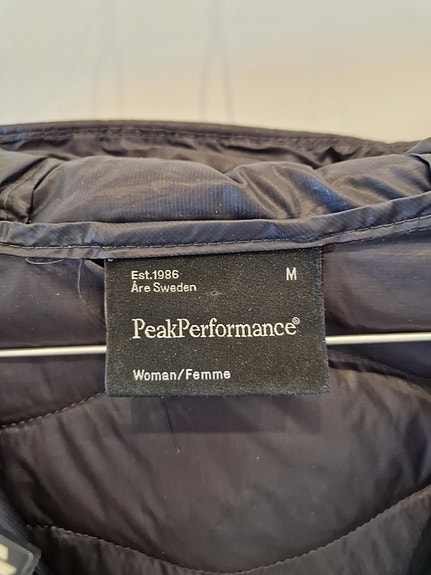 Est.1986 M
Åre Sweden
PeakPerformance®
Woman/Femme